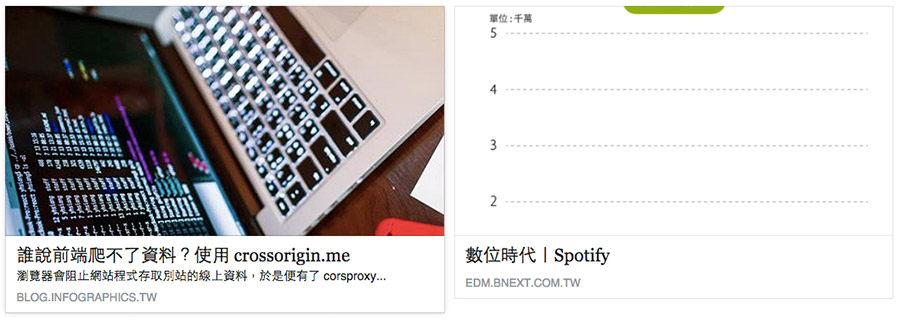 誰說前端爬不了資料？使用 crossorigin.me
瀏覽器會阻止網站程式存取別站的線上資料，於是便有了 corsproxy...
BLOG.INFOGRAPHICS.TW
單位：千萬
5
4
3
2
數位時代 | Spotify
EDM.BNEXT.COM.TW